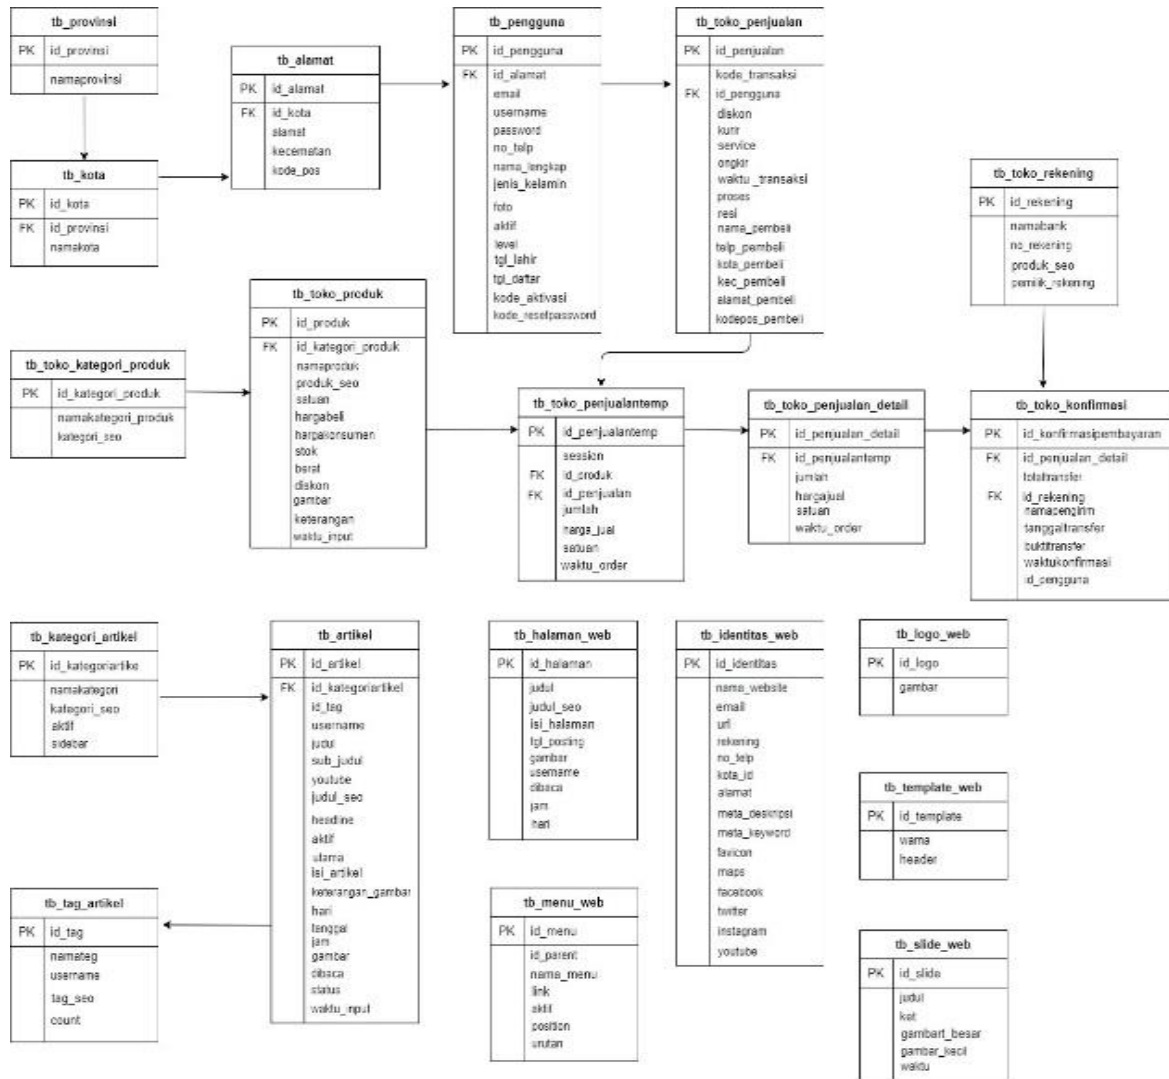 tb_provinsi
PK id_provinsi
namaprovinsi
tb_kota
PK id_kota
FK id_provinsi
namakota
tb_alamat
PK id_alamat
FK id_kota
alamat
kecematan
kode_pos
tb_pengguna
PK id_pengguna
FK id_alamat
email
username
password
no_telp
nama_lengkap
jenis_kelamin
foto
aktif
level
tgl_lahir
tgl_daftar
kode_aktivasi
kode_resetpassword
tb_toko_penjualan
PK id_penjualan
kode_transaksi
FK id_pengguna
diskon
kurir
service
ongkir
waktu _transaksi
proses
resi
nama_pembeli
telp_pembeli
kota_pembeli
kec_pembeli
alamat_pembeli
kodepos_pembeli
tb_toko_rekening
PK id_rekening
namabank
no_rekening
produk_seo
pemilik_rekening
tb_toko_kategori_produk
PK id_kategori_produk
namakategori_produk
kategori_seo
tb_toko_produk
PK id_produk
FK id_kategori_produk
namaproduk
produk_seo
satuan
hargabeli
hargakonsumen
stok
berat
diskon
gambar
keterangan
waktu_input
tb_toko_penjualantemp
PK id_penjualantemp
session
FK id_produk
FK id_penjualan
jumlah
harga_jual
satuan
waktu_order
tb_toko_penjualan_detail
PK id_penjualan_detail
FK id_penjualantemp
jumlah
hargajual
satuan
waktu_order
tb_toko_konfirmasi
PK id_konfirmasipembayaran
FK id_penjualan_detail
totaltransfer
FK id_rekening
namapengirim
tanggaltransfer
buktitransfer
waktukonfirmasi
id_pengguna
tb_kategori_artikel
PK id_kategoriartike
namakategori
kategori_seo
aktif
sidebar
tb_artikel
PK id_artikel
FK id_kategoriartikel
id_tag
username
judul
sub_judul
youtube
judul_seo
headline
aktif
utama
isi_artikel
keterangan_gambar
hari
tanggal
jam
gambar
dibaca
status
waktu_input
tb_tag_artikel
PK id_tag
namatag
username
tag_seo
count
tb_halaman_web
PK id_halaman
judul
judul_seo
isi_halaman
tgl_posting
gambar
username
dibaca
jam
hari
tb_menu_web
PK id_menu
id_parent
nama_menu
link
aktif
position
urutan
tb_identitas_web
PK id_identitas
nama_website
email
url
rekening
no_telp
kota_id
alamat
meta_deskripsi
meta_keyword
favicon
maps
facebook
twitter
instagram
youtube
tb_logo_web
PK id_logo
gambar
tb_template_web
PK id_template
warna
header
tb_slide_web
PK id_slide
judul
ket
gambart_besar
gambar_kecil
waktu